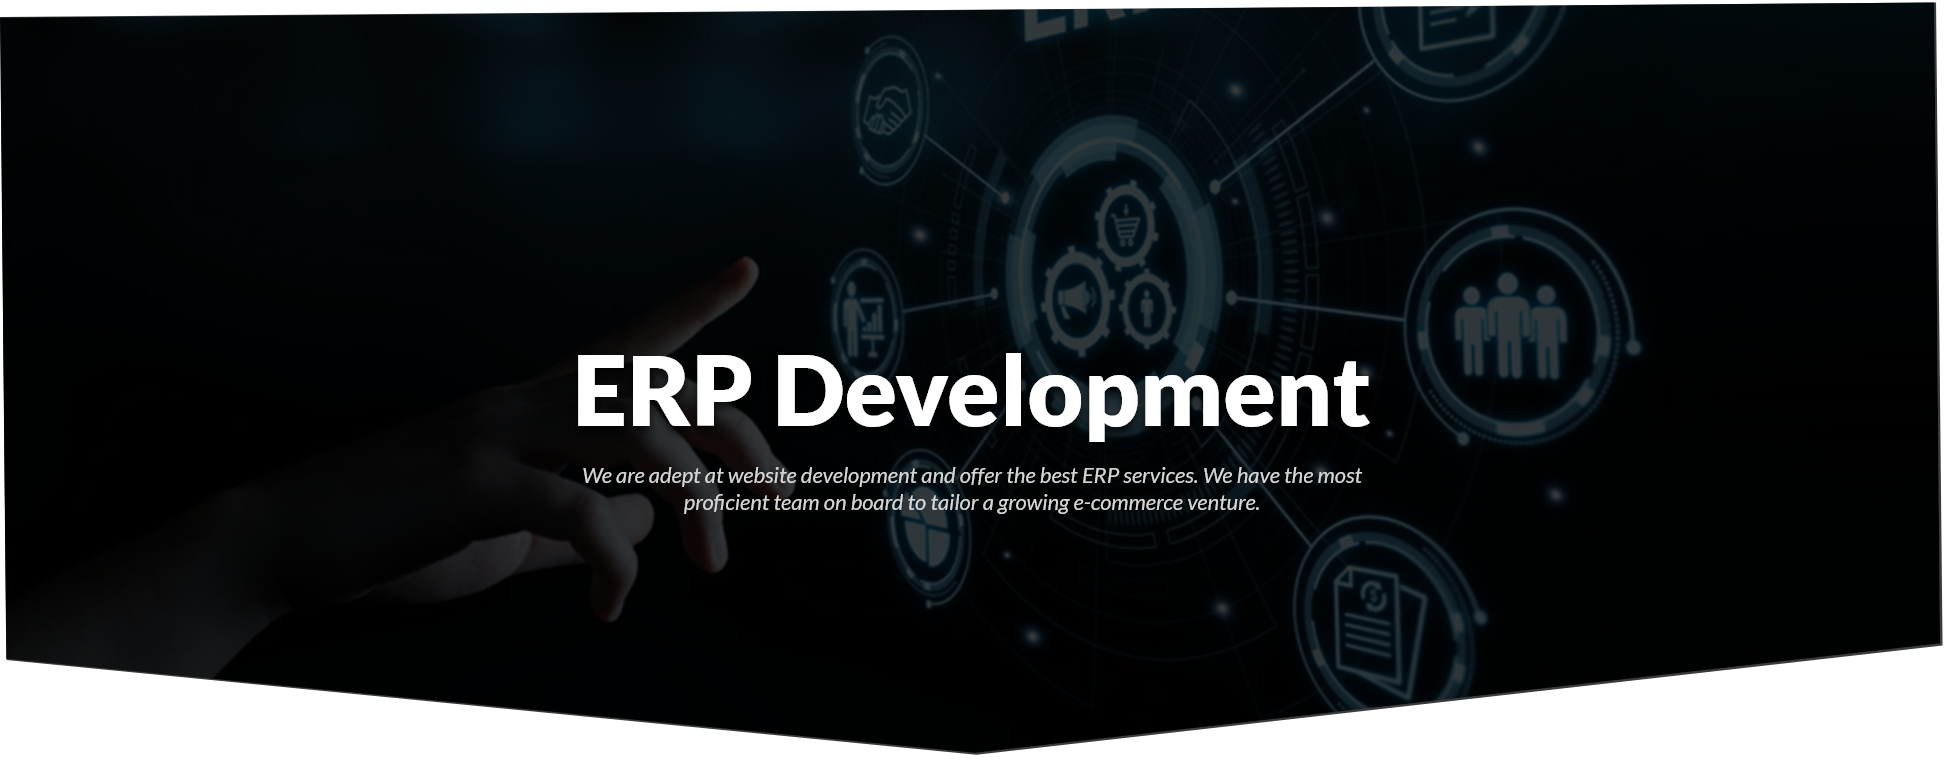 ERP Development
We are adept at website development and offer the best ERP services. We have the most
proficient team on board to tailor a growing e-commerce venture.